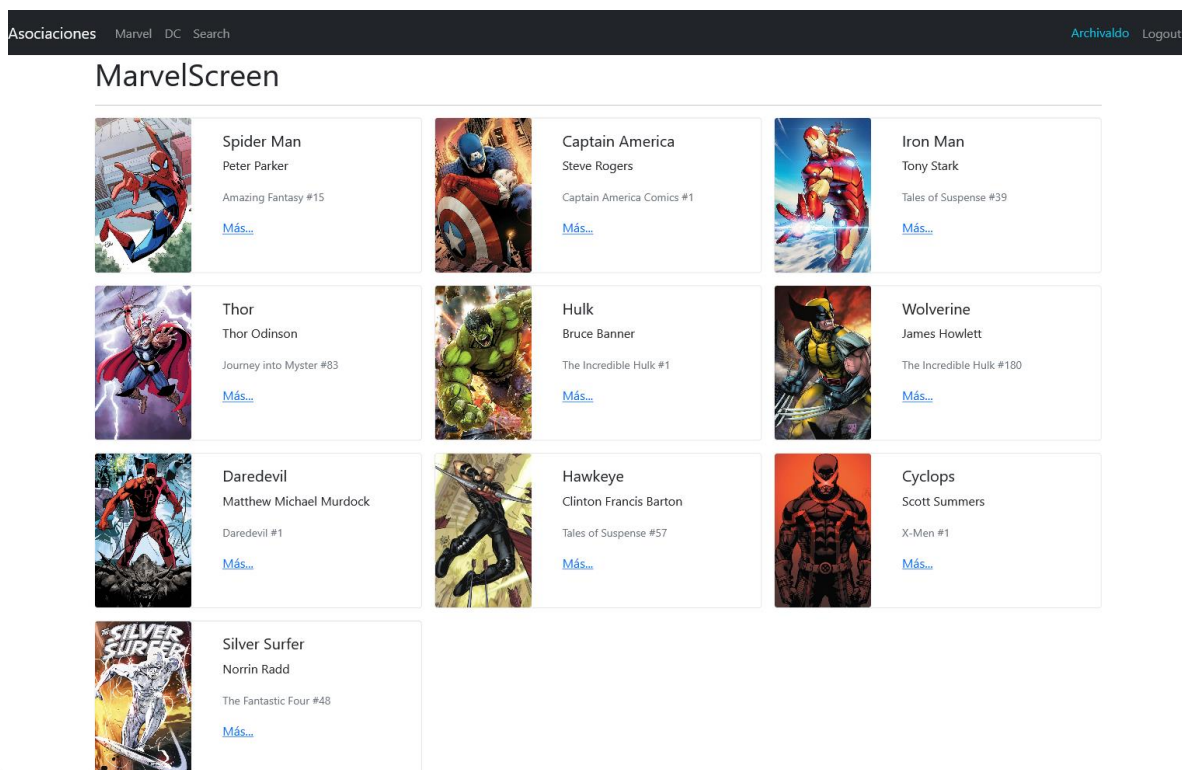 Asociaciones Marvel DC Search Archivaldo Logout
MarvelScreen
Spider Man
Peter Parker
Amazing Fantasy #15
Más...
Captain America
Steve Rogers
Captain America Comics #1
Más...
Iron Man
Tony Stark
Tales of Suspense #39
Más...
Thor
Thor Odinson
Journey into Myster #83
Más...
Hulk
Bruce Banner
The Incredible Hulk #1
Más...
Wolverine
James Howlett
The Incredible Hulk #180
Más...
Daredevil
Matthew Michael Murdock
Daredevil #1
Más...
Hawkeye
Clinton Francis Barton
Tales of Suspense #57
Más...
Cyclops
Scott Summers
X-Men #1
Más...
SILVER
SURFER
Silver Surfer
Norrin Radd
The Fantastic Four #48
Más...